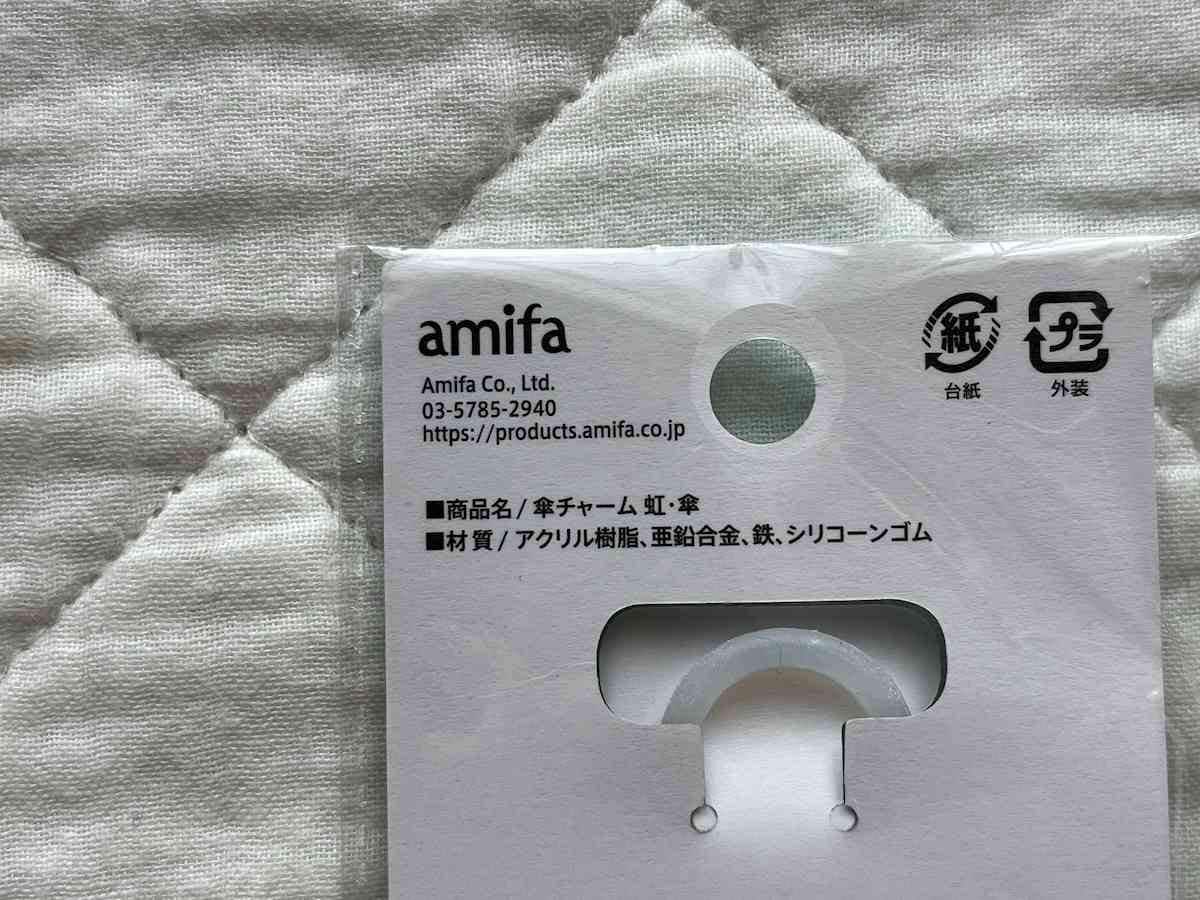 amifa
Amifa Co., Ltd.
03-5785-2940
https://products.amifa.co.jp
紙
台紙
プラ
外装
■商品名/傘チャーム 虹・傘
■材質/アクリル樹脂、亜鉛合金、鉄、シリコーンゴム